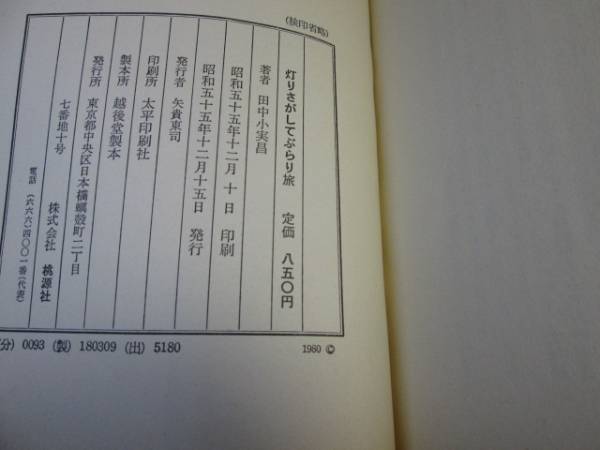 (検印省略)
灯りさがしてぶらり旅　定価 八五〇円
著者　田中小実昌
昭和五十五年十二月 十 日　印刷
昭和五十五年十二月十五日　発行
発行者　矢貴東司
印刷所　太平印刷社
製本所　越後堂製本
発行所　東京都中央区日本橋蠣殻町二丁目
七番地十号
株式会社　桃源社
電話　(六六六)四〇〇一番(代表)
分) 0093 (製) 180309 (出) 5180
1980 ©